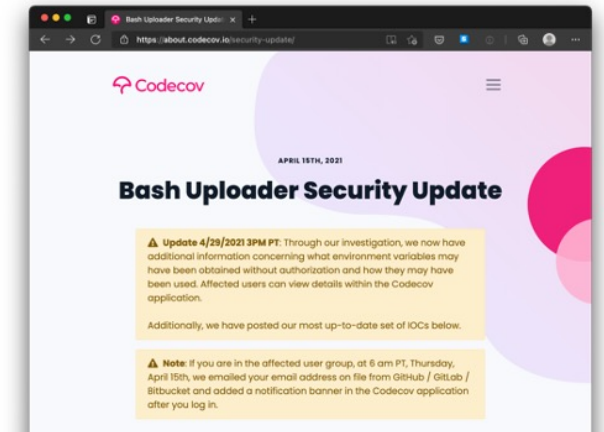 Bash Uploader Security Updat
https://about.codecov.io/security-update/
Codecov
APRIL 15TH, 2021
Bash Uploader Security Update
Update 4/29/2021 3PM PT: Through our investigation, we now have
additional information concerning what environment variables may
have been obtained without authorization and how they may have
been used. Affected users can view details within the Codecov
application.
Additionally, we have posted our most up-to-date set of IOCs below.
Note: If you are in the affected user group, at 6 am PT, Thursday,
April 15th, we emailed your email address on file from GitHub / GitLab /
Bitbucket and added a notification banner in the Codecov application
after you log in.